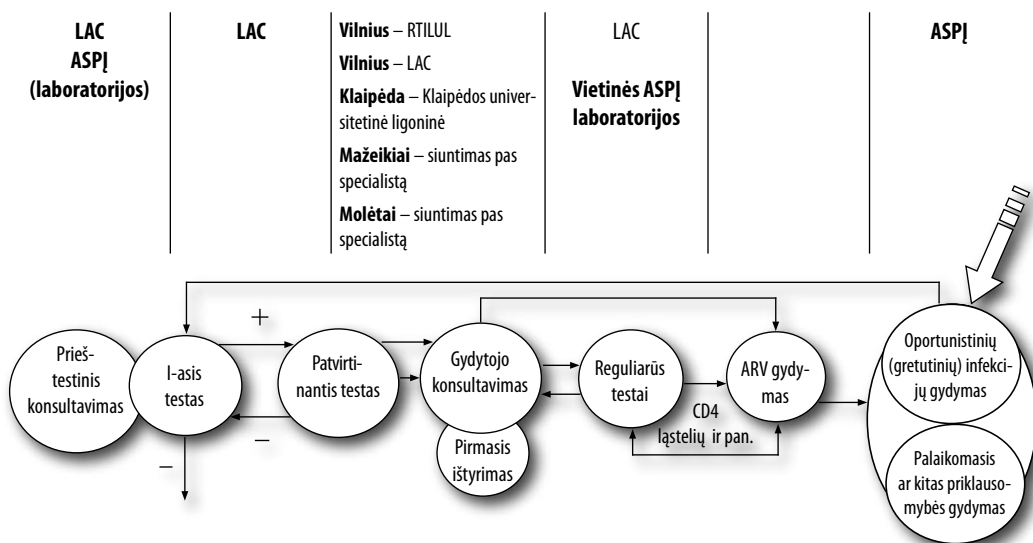 LAC
ASPĮ
(laboratorijos)
LAC
Vilnius – RTILUL
Vilnius – LAC
Klaipėda – Klaipėdos univer-
sitetinė ligoninė
Mažeikiai – siuntimas pas
specialistą
Molėtai – siuntimas pas
specialistą
LAC
Vietinės ASPĮ
laboratorijos
ASPĮ
Prieš-
testinis
konsultavimas
I-asis
testas
+
–
–
Patvirti-
nantis testas
Gydytojo
konsultavimas
Pirmasis
ištyrimas
Reguliarūs
testai
CD4
ląstelių ir pan.
ARV gydy-
mas
Oportunistinių
(gretutinių) infekci-
jų gydymas
Palaikomasis
ar kitas priklauso-
mybės gydymas